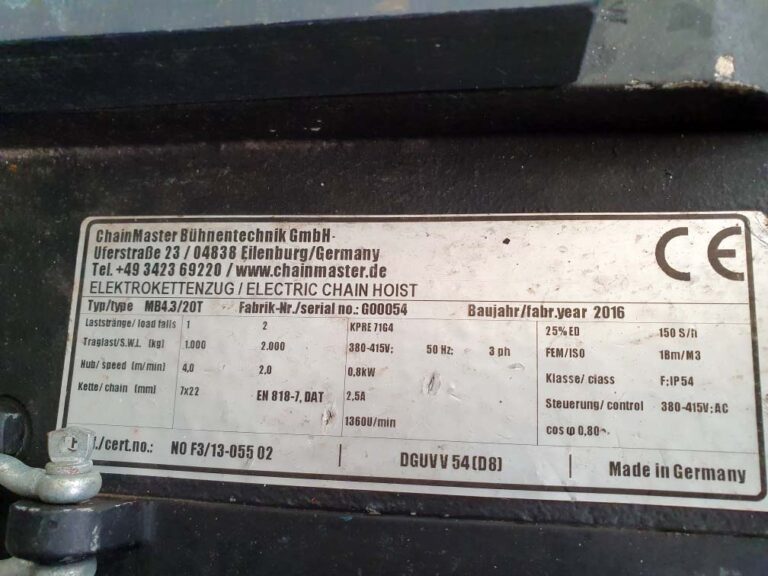 ChainMaster Bühnentechnik GmbH
Uferstraße 23 / 04838 Eilenburg/Germany
Tel. +49 3423 69220 / www.chainmaster.de
CE
ELEKTROKETTENZUG / ELECTRIC CHAIN HOIST
Typ/type MB4.3/20T Fabrik-Nr./serial no.: G00054 Baujahr/fabr.year 2016
Laststränge/ load falls 1 2 KPRE 71G4 25% ED 150 S/h
Traglast/S.W.L. [kg] 1.000 2.000 380-415V; 50 Hz; 3 ph FEM/ISO 1Bm/M3
Hub/ speed (m/min) 4,0 2,0 0,8kW Klasse/ class F;IP54
Kette/chain [mm] 7x22 EN 818-7, DAT 2,5A Steuerung/ control 380-415V;AC
1360U/min cos φ 0,80
/cert.no.: NO F3/13-055 02 DGUV V 54 (D8) Made in Germany